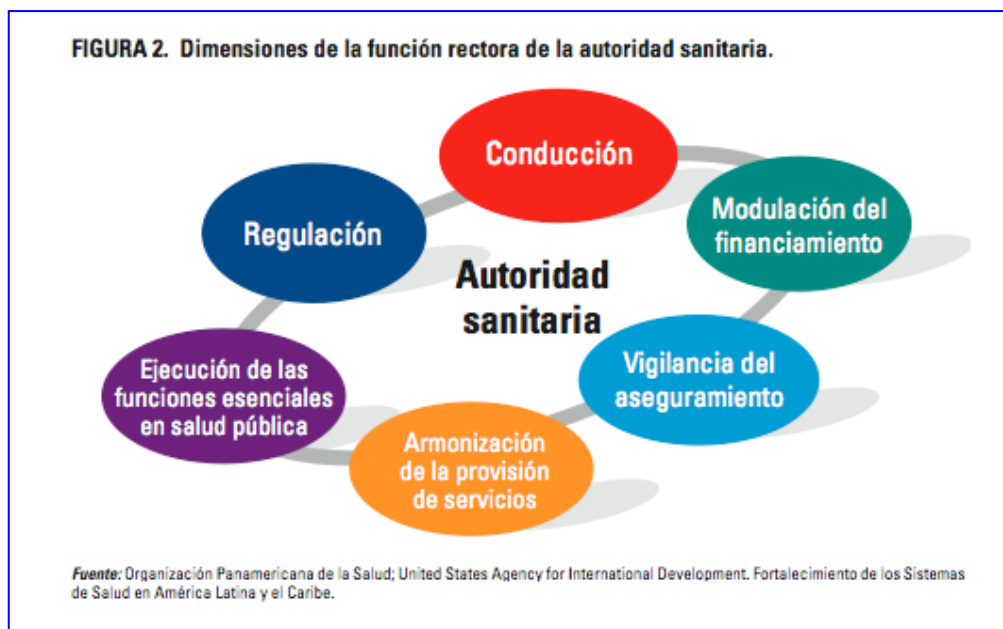 FIGURA 2. Dimensiones de la función rectora de la autoridad sanitaria.
Conducción
Modulación del
financiamiento
Regulación
Autoridad
sanitaria
Vigilancia del
aseguramiento
Ejecución de las
funciones esenciales
en salud pública
Armonización
de la provisión
de servicios
Fuente: Organización Panamericana de la Salud; United States Agency for International Development. Fortalecimiento de los Sistemas
de Salud en América Latina y el Caribe.